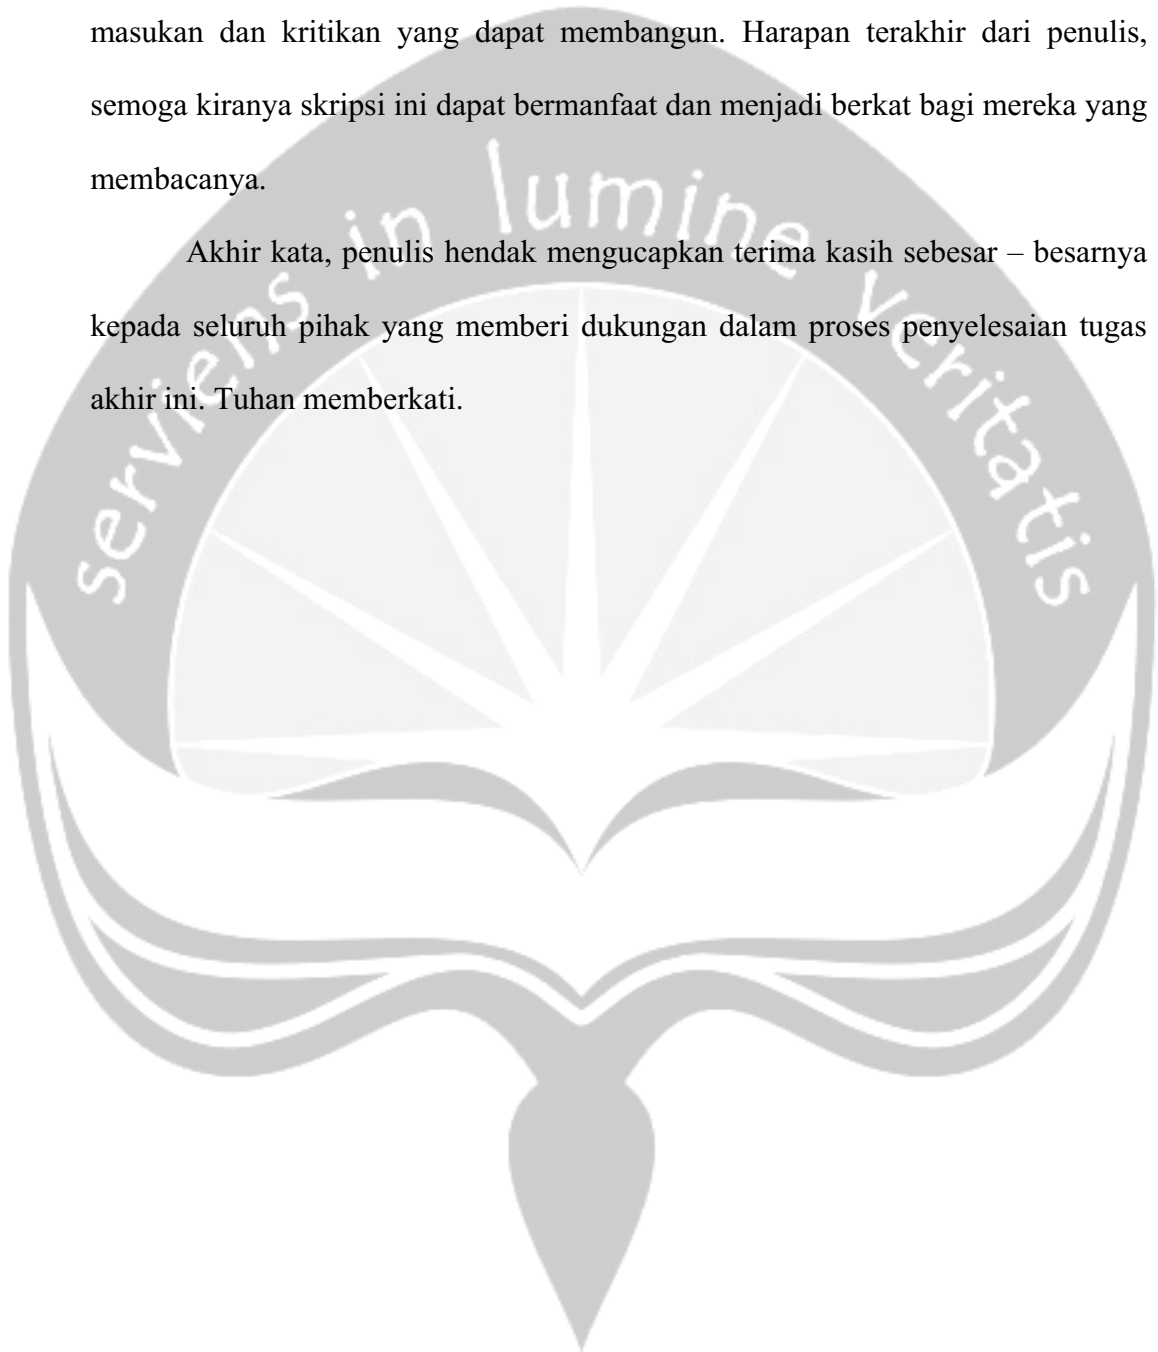 masukan dan kritikan yang dapat membangun. Harapan terakhir dari penulis,
semoga kiranya skripsi ini dapat bermanfaat dan menjadi berkat bagi mereka yang
membacanya.
Akhir kata, penulis hendak mengucapkan terima kasih sebesar – besarnya
kepada seluruh pihak yang memberi dukungan dalam proses penyelesaian tugas
akhir ini. Tuhan memberkati.
serviens in lumine veritatis